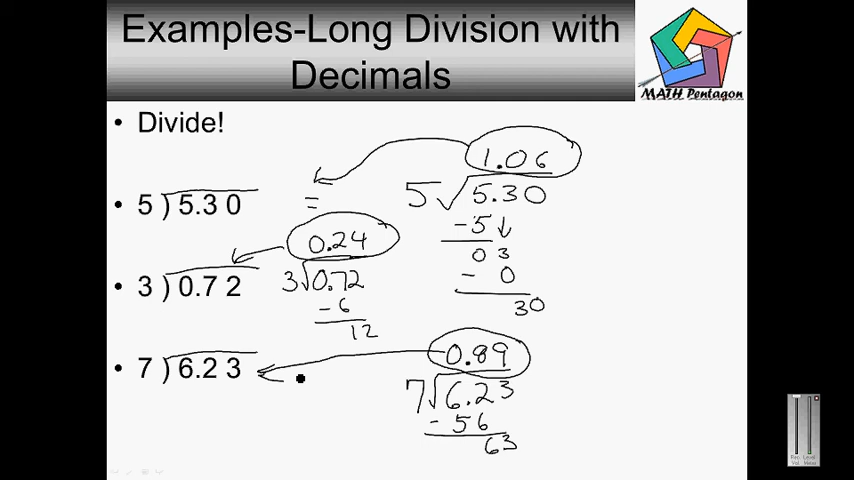 Examples-Long Division with
Decimals
MATH Pentagon
• Divide!
• 5 ) 5.3 0
=
1.06
5 √5.30
-5↓
03
- 0
30
• 3 ) 0.7 2
0.24
3√0.72
-6
12
• 7 ) 6.2 3
0.89
7√6.23
-56
63